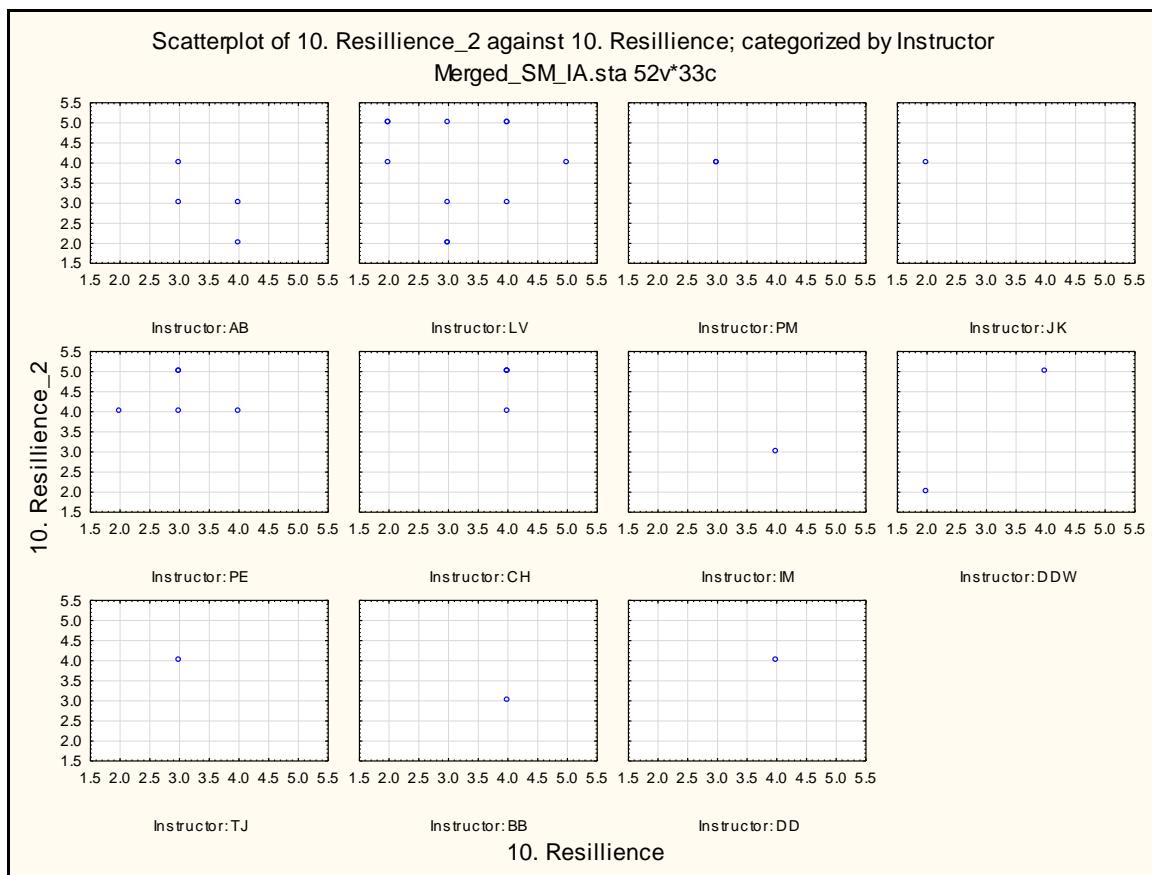 Scatterplot of 10. Resillience_2 against 10. Resillience; categorized by Instructor
Merged_SM_IA.sta 52v*33c
10. Resillience_2
5.5
5.0
4.5
4.0
3.5
3.0
2.5
2.0
1.5
1.5 2.0 2.5 3.0 3.5 4.0 4.5 5.0 5.5
Instructor: AB
1.5 2.0 2.5 3.0 3.5 4.0 4.5 5.0 5.5
Instructor: LV
1.5 2.0 2.5 3.0 3.5 4.0 4.5 5.0 5.5
Instructor: PM
1.5 2.0 2.5 3.0 3.5 4.0 4.5 5.0 5.5
Instructor: JK
5.5
5.0
4.5
4.0
3.5
3.0
2.5
2.0
1.5
1.5 2.0 2.5 3.0 3.5 4.0 4.5 5.0 5.5
Instructor: PE
1.5 2.0 2.5 3.0 3.5 4.0 4.5 5.0 5.5
Instructor: CH
1.5 2.0 2.5 3.0 3.5 4.0 4.5 5.0 5.5
Instructor: IM
1.5 2.0 2.5 3.0 3.5 4.0 4.5 5.0 5.5
Instructor: DDW
5.5
5.0
4.5
4.0
3.5
3.0
2.5
2.0
1.5
1.5 2.0 2.5 3.0 3.5 4.0 4.5 5.0 5.5
Instructor: TJ
1.5 2.0 2.5 3.0 3.5 4.0 4.5 5.0 5.5
Instructor: BB
1.5 2.0 2.5 3.0 3.5 4.0 4.5 5.0 5.5
Instructor: DD
10. Resillience